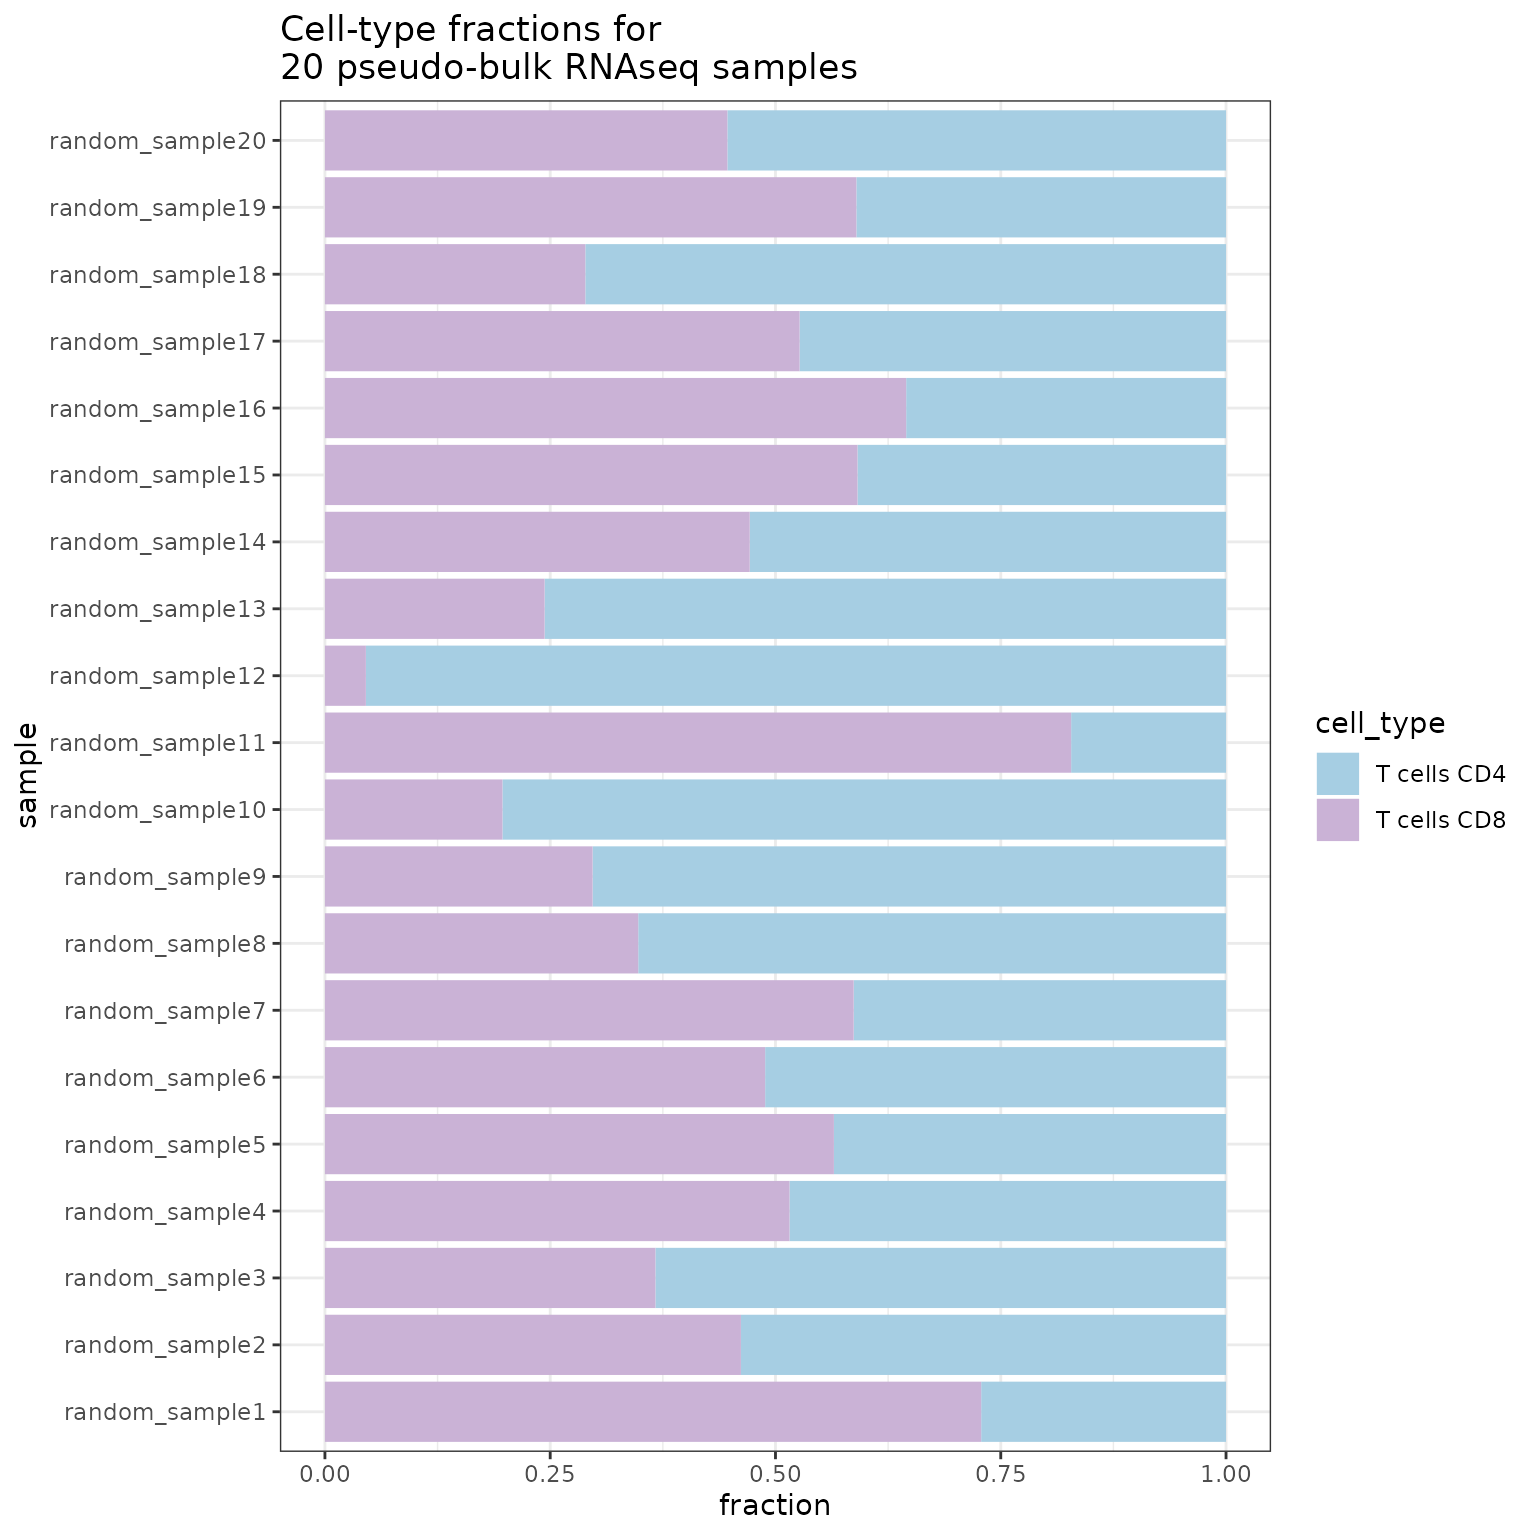 Cell-type fractions for
20 pseudo-bulk RNAseq samples
random_sample20
random_sample19
random_sample18
random_sample17
random_sample16
random_sample15
random_sample14
random_sample13
random_sample12
random_sample11
random_sample10
random_sample9
random_sample8
random_sample7
random_sample6
random_sample5
random_sample4
random_sample3
random_sample2
random_sample1
sample
0.00 0.25 0.50 0.75 1.00
fraction
cell_type
T cells CD4
T cells CD8